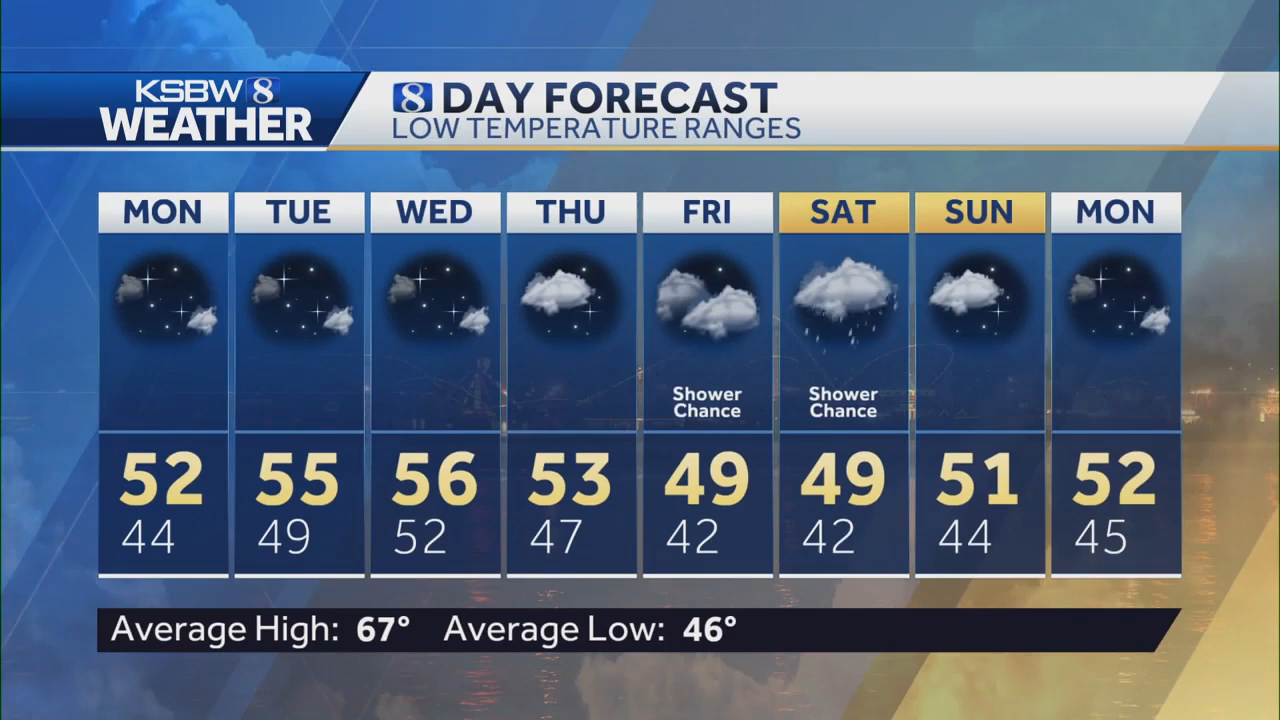 KSBW 8
WEATHER
8 DAY FORECAST
LOW TEMPERATURE RANGES
MON TUE WED THU FRI SAT SUN MON
Shower Shower
Chance Chance
52 55 56 53 49 49 51 52
44 49 52 47 42 42 44 45
Average High: 67° Average Low: 46°